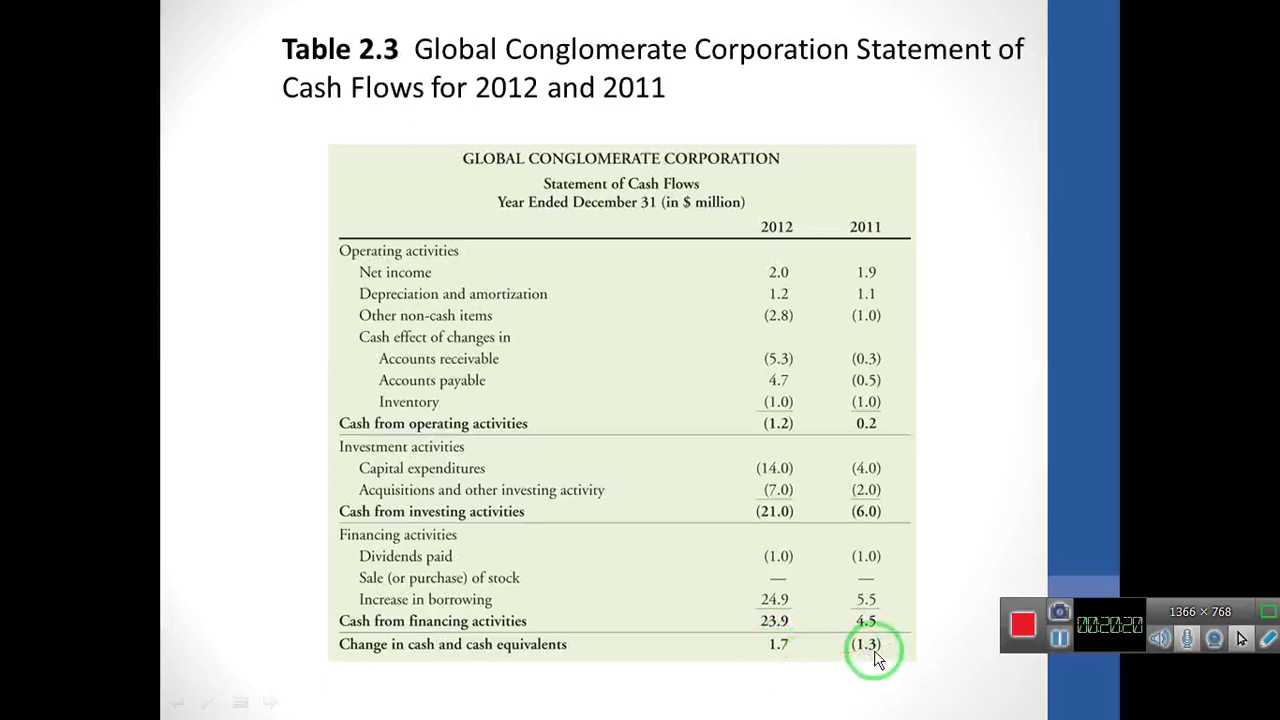 Table 2.3 Global Conglomerate Corporation Statement of
Cash Flows for 2012 and 2011
GLOBAL CONGLOMERATE CORPORATION
Statement of Cash Flows
Year Ended December 31 (in $ million)
2012 2011
Operating activities
Net income 2.0 1.9
Depreciation and amortization 1.2 1.1
Other non-cash items (2.8) (1.0)
Cash effect of changes in
Accounts receivable (5.3) (0.3)
Accounts payable 4.7 (0.5)
Inventory (1.0) (1.0)
Cash from operating activities (1.2) 0.2
Investment activities
Capital expenditures (14.0) (4.0)
Acquisitions and other investing activity (7.0) (2.0)
Cash from investing activities (21.0) (6.0)
Financing activities
Dividends paid (1.0) (1.0)
Sale (or purchase) of stock — —
Increase in borrowing 24.9 5.5
Cash from financing activities 23.9 4.5
Change in cash and cash equivalents 1.7 (1.3)
1366 × 768
00:20:20